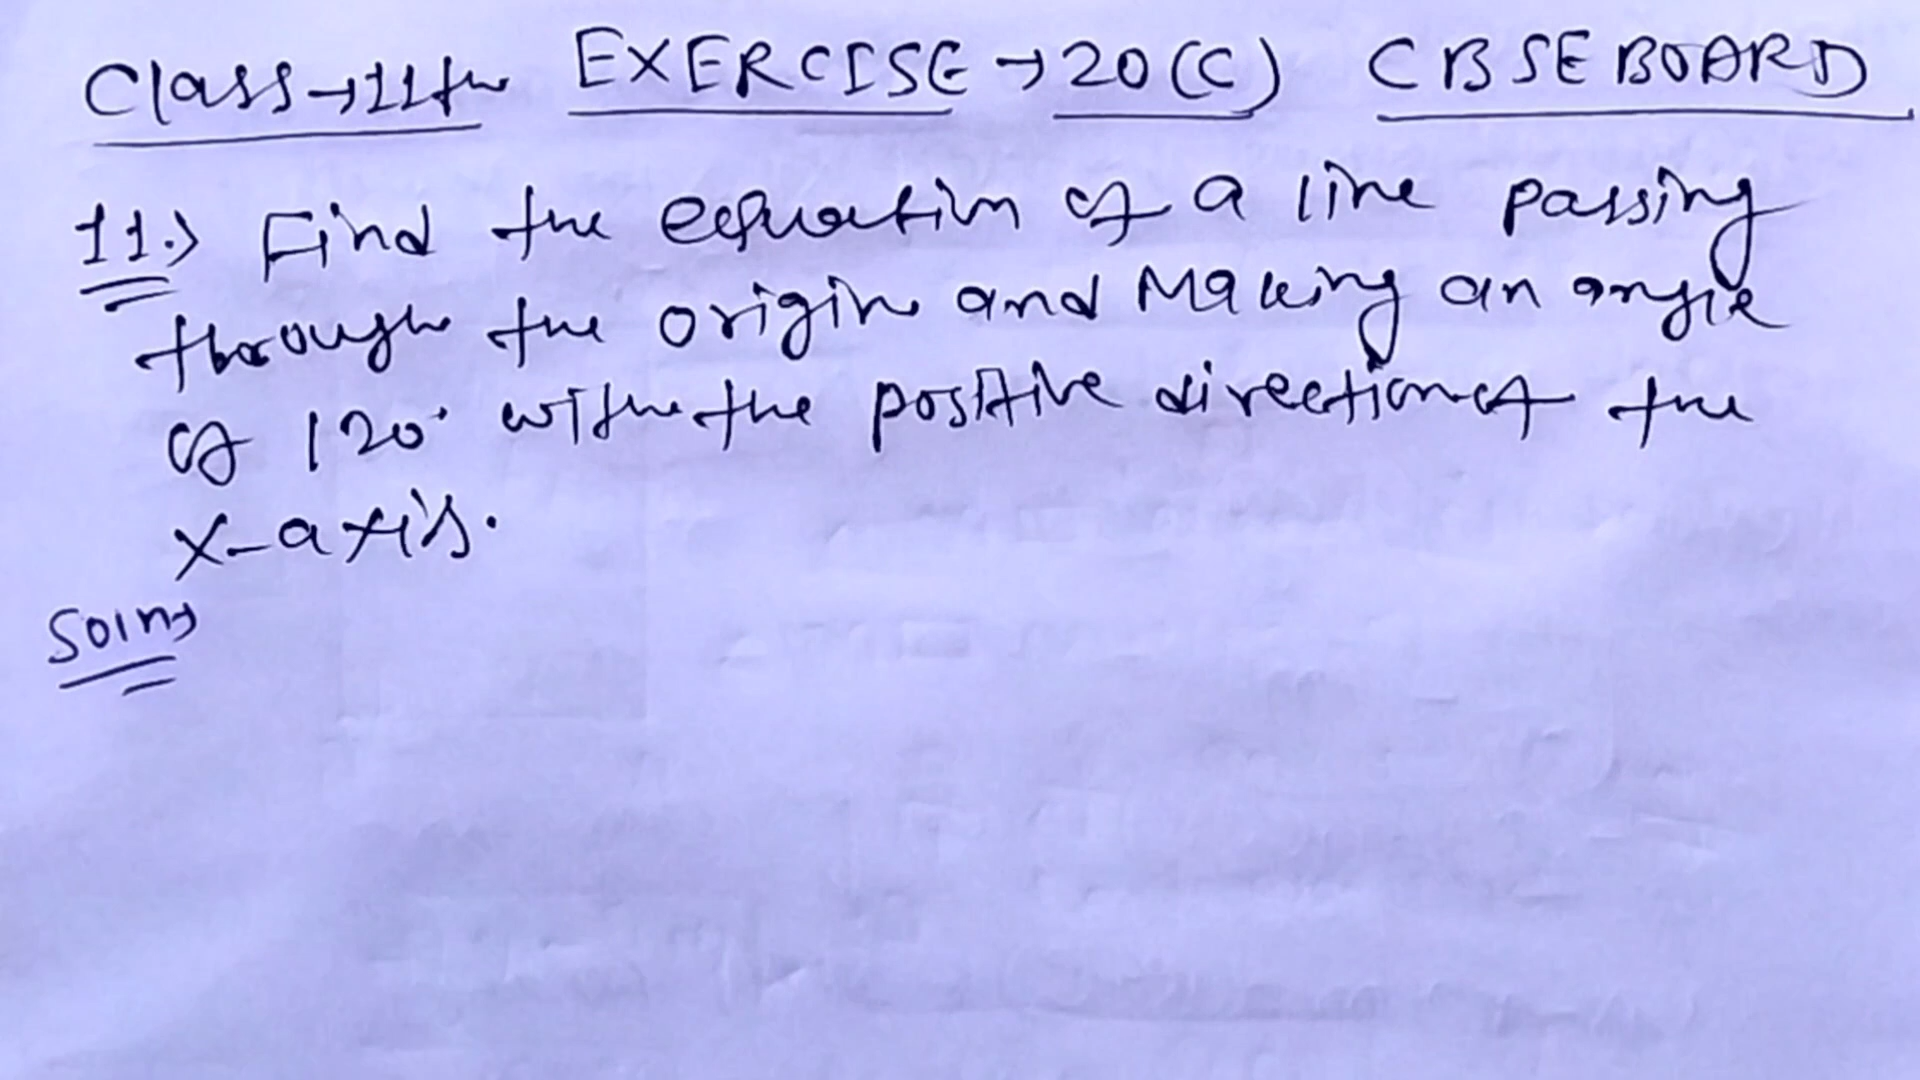 Class→11th EXERCISE→20(C) CBSE BOARD
11.) Find the equation of a line passing
through the origin and Making an angle
of 120° with the positive direction of the
x-axis.
Soln→